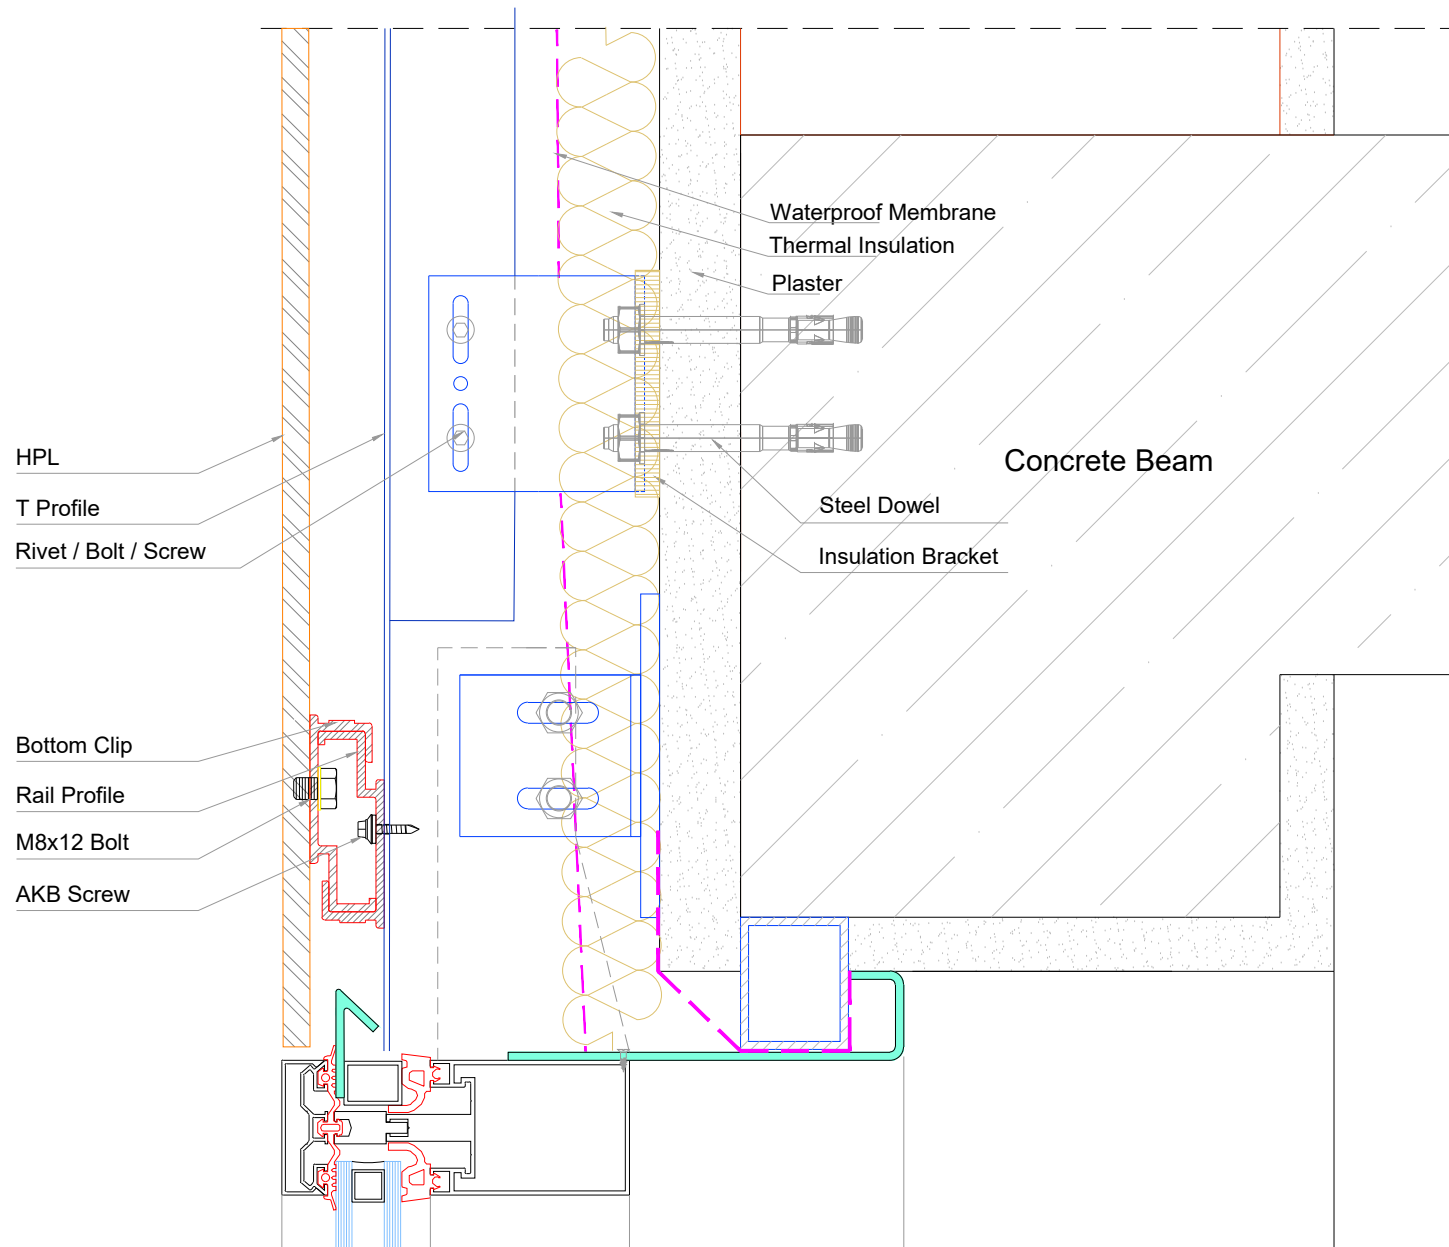 Waterproof Membrane
Thermal Insulation
Plaster
HPL
T Profile
Rivet / Bolt / Screw
Concrete Beam
Steel Dowel
Insulation Bracket
Bottom Clip
Rail Profile
M8x12 Bolt
AKB Screw